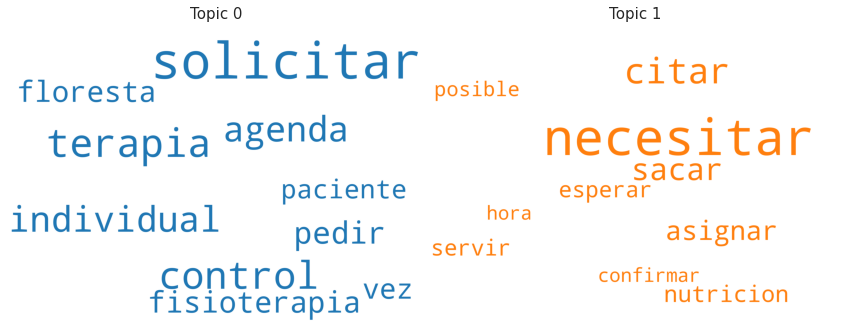 Topic 0
solicitar
floresta
agenda
terapia
paciente
individual
pedir
control
vez
fisioterapia
Topic 1
citar
posible
necesitar
sacar
esperar
hora
asignar
servir
confirmar
nutricion